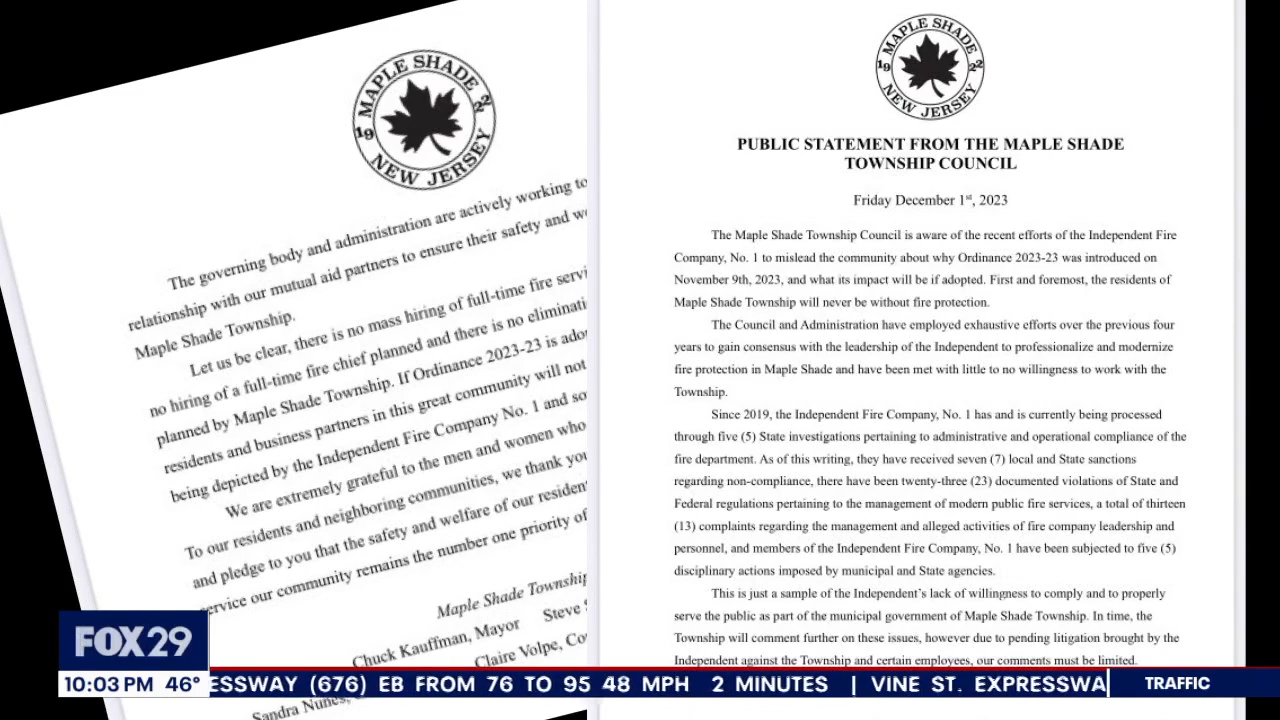 MAPLE SHADE
19 22
NEW JERSEY
The governing body and administration are actively working to
relationship with our mutual aid partners to ensure their safety and
Maple Shade Township.
Let us be clear, there is no mass hiring of full-time fire
no hiring of a full-time fire chief planned and there is no
planned by Maple Shade Township. If Ordinance 2023-23 is
residents and business partners in this great community will not
being depicted by the Independent Fire Company No. 1 and
We are extremely grateful to the men and women who
To our residents and neighboring communities, we thank you
and pledge to you that the safety and welfare of our
service our community remains the number one priority of
Maple Shade Township
Chuck Kauffman, Mayor Steve
Claire Volpe,
Sandra Nunes,
MAPLE SHADE
19 22
NEW JERSEY
PUBLIC STATEMENT FROM THE MAPLE SHADE
TOWNSHIP COUNCIL
Friday December 1st, 2023
The Maple Shade Township Council is aware of the recent efforts of the Independent Fire
Company, No. 1 to mislead the community about why Ordinance 2023-23 was introduced on
November 9th, 2023, and what its impact will be if adopted. First and foremost, the residents of
Maple Shade Township will never be without fire protection.
The Council and Administration have employed exhaustive efforts over the previous four
years to gain consensus with the leadership of the Independent to professionalize and modernize
fire protection in Maple Shade and have been met with little to no willingness to work with the
Township.
Since 2019, the Independent Fire Company, No. 1 has and is currently being processed
through five (5) State investigations pertaining to administrative and operational compliance of the
fire department. As of this writing, they have received seven (7) local and State sanctions
regarding non-compliance, there have been twenty-three (23) documented violations of State and
Federal regulations pertaining to the management of modern public fire services, a total of thirteen
(13) complaints regarding the management and alleged activities of fire company leadership and
personnel, and members of the Independent Fire Company, No. 1 have been subjected to five (5)
disciplinary actions imposed by municipal and State agencies.
This is just a sample of the Independent's lack of willingness to comply and to properly
serve the public as part of the municipal government of Maple Shade Township. In time, the
Township will comment further on these issues, however due to pending litigation brought by the
Independent against the Township and certain employees, our comments must be limited.
FOX 29
10:03 PM 46° ESSWAY (676) EB FROM 76 TO 95 48 MPH 2 MINUTES | VINE ST. EXPRESSWA TRAFFIC